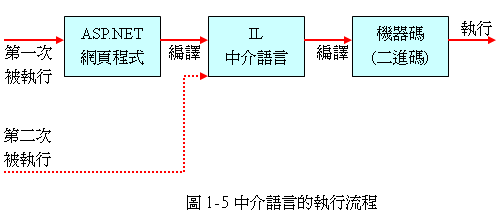 第一次
被執行
ASP.NET
網頁程式
編譯
IL
中介語言
編譯
機器碼
(二進碼)
執行
第二次
被執行
圖 1-5 中介語言的執行流程